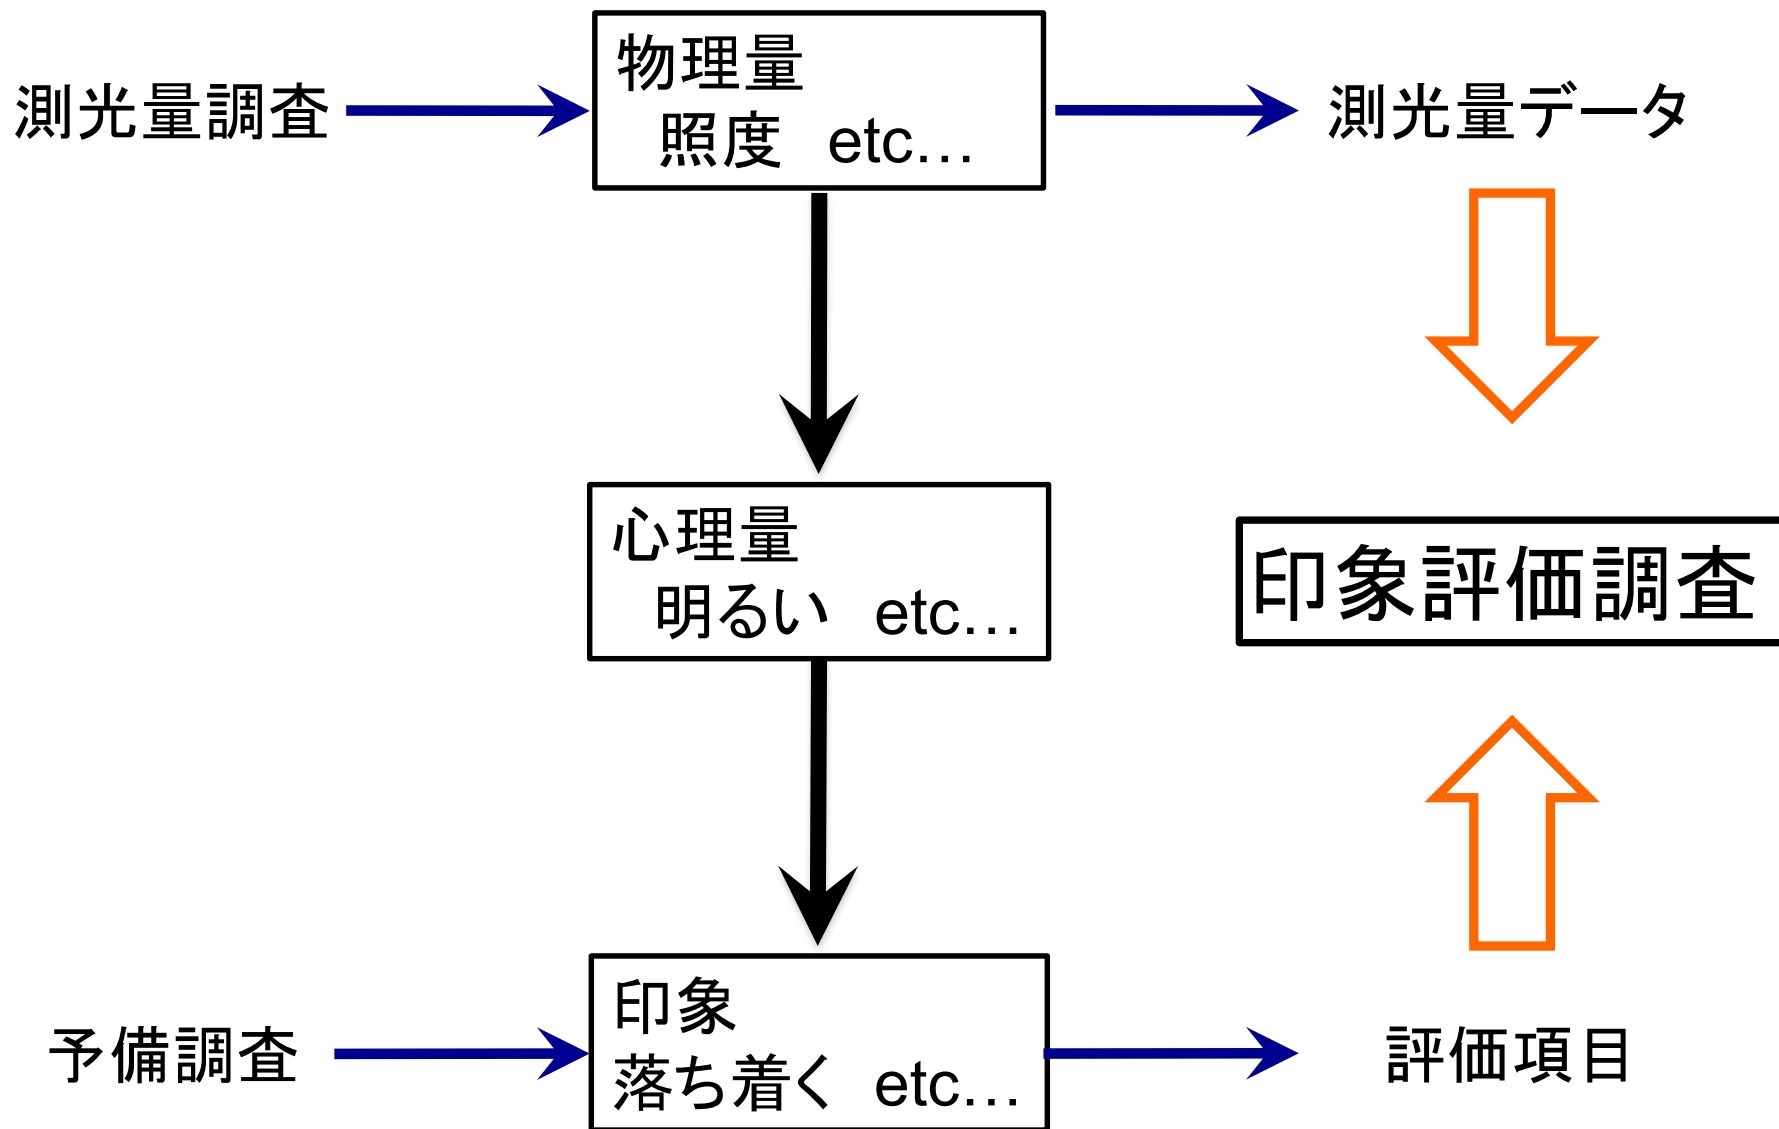 測光量調査
物理量
照度 etc…
測光量データ
心理量
明るい etc…
印象評価調査
予備調査
印象
落ち着く etc…
評価項目